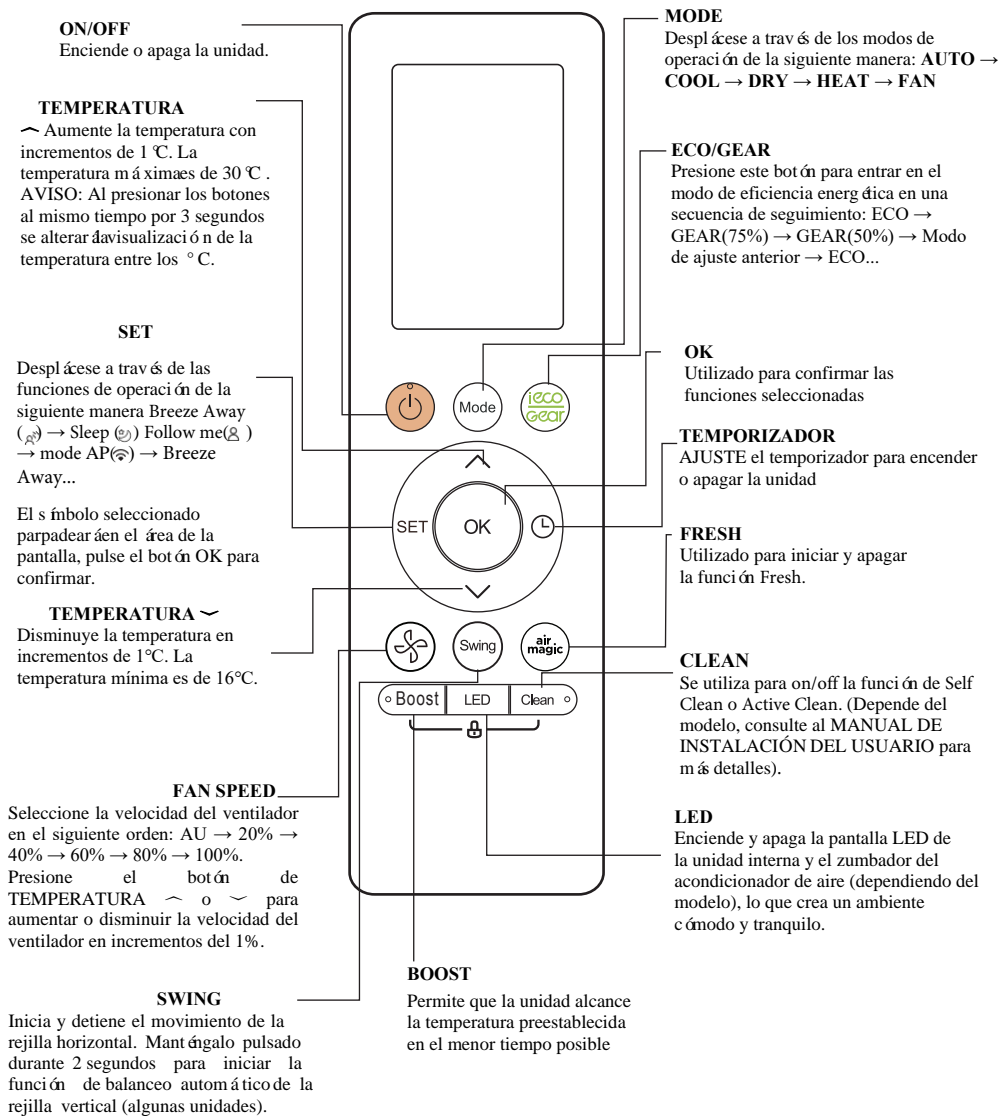 ON/OFF
Enciende o apaga la unidad.
TEMPERATURA
︿ Aumente la temperatura con
incrementos de 1 ℃. La
temperatura m á ximaes de 30 ℃ .
AVISO: Al presionar los botones
al mismo tiempo por 3 segundos
se alterar álavisualizaci ó n de la
temperatura entre los ° C.
SET
Despl ácese a trav és de las
funciones de operaci ón de la
siguiente manera Breeze Away
( ) → Sleep ( ) Follow me( )
→ mode AP( ) → Breeze
Away...
El s ímbolo seleccionado
parpadear áen el área de la
pantalla, pulse el bot ón OK para
confirmar.
TEMPERATURA ﹀
Disminuye la temperatura en
incrementos de 1°C. La
temperatura mínima es de 16°C.
FAN SPEED
Seleccione la velocidad del ventilador
en el siguiente orden: AU → 20% →
40% → 60% → 80% → 100%.
Presione el bot ón de
TEMPERATURA ︿ o ﹀ para
aumentar o disminuir la velocidad del
ventilador en incrementos del 1%.
SWING
Inicia y detiene el movimiento de la
rejilla horizontal. Mant éngalo pulsado
durante 2 segundos para iniciar la
funci ón de balanceo autom á tico de la
rejilla vertical (algunas unidades).
Mode
ieco
Gear
SET
OK
Swing
air
magic
Boost
LED
Clean
BOOST
Permite que la unidad alcance
la temperatura preestablecida
en el menor tiempo posible
MODE
Despl ácese a trav és de los modos de
operaci ón de la siguiente manera: AUTO →
COOL → DRY → HEAT → FAN
ECO/GEAR
Presione este bot ón para entrar en el
modo de eficiencia energ ética en una
secuencia de seguimiento: ECO →
GEAR(75%) → GEAR(50%) → Modo
de ajuste anterior → ECO...
OK
Utilizado para confirmar las
funciones seleccionadas
TEMPORIZADOR
AJUSTE el temporizador para encender
o apagar la unidad
FRESH
Utilizado para iniciar y apagar
la funci ón Fresh.
CLEAN
Se utiliza para on/off la funci ón de Self
Clean o Active Clean. (Depende del
modelo, consulte al MANUAL DE
INSTALACIÓN DEL USUARIO para
m ás detalles).
LED
Enciende y apaga la pantalla LED de
la unidad interna y el zumbador del
acondicionador de aire (dependiendo del
modelo), lo que crea un ambiente
c ómodo y tranquilo.